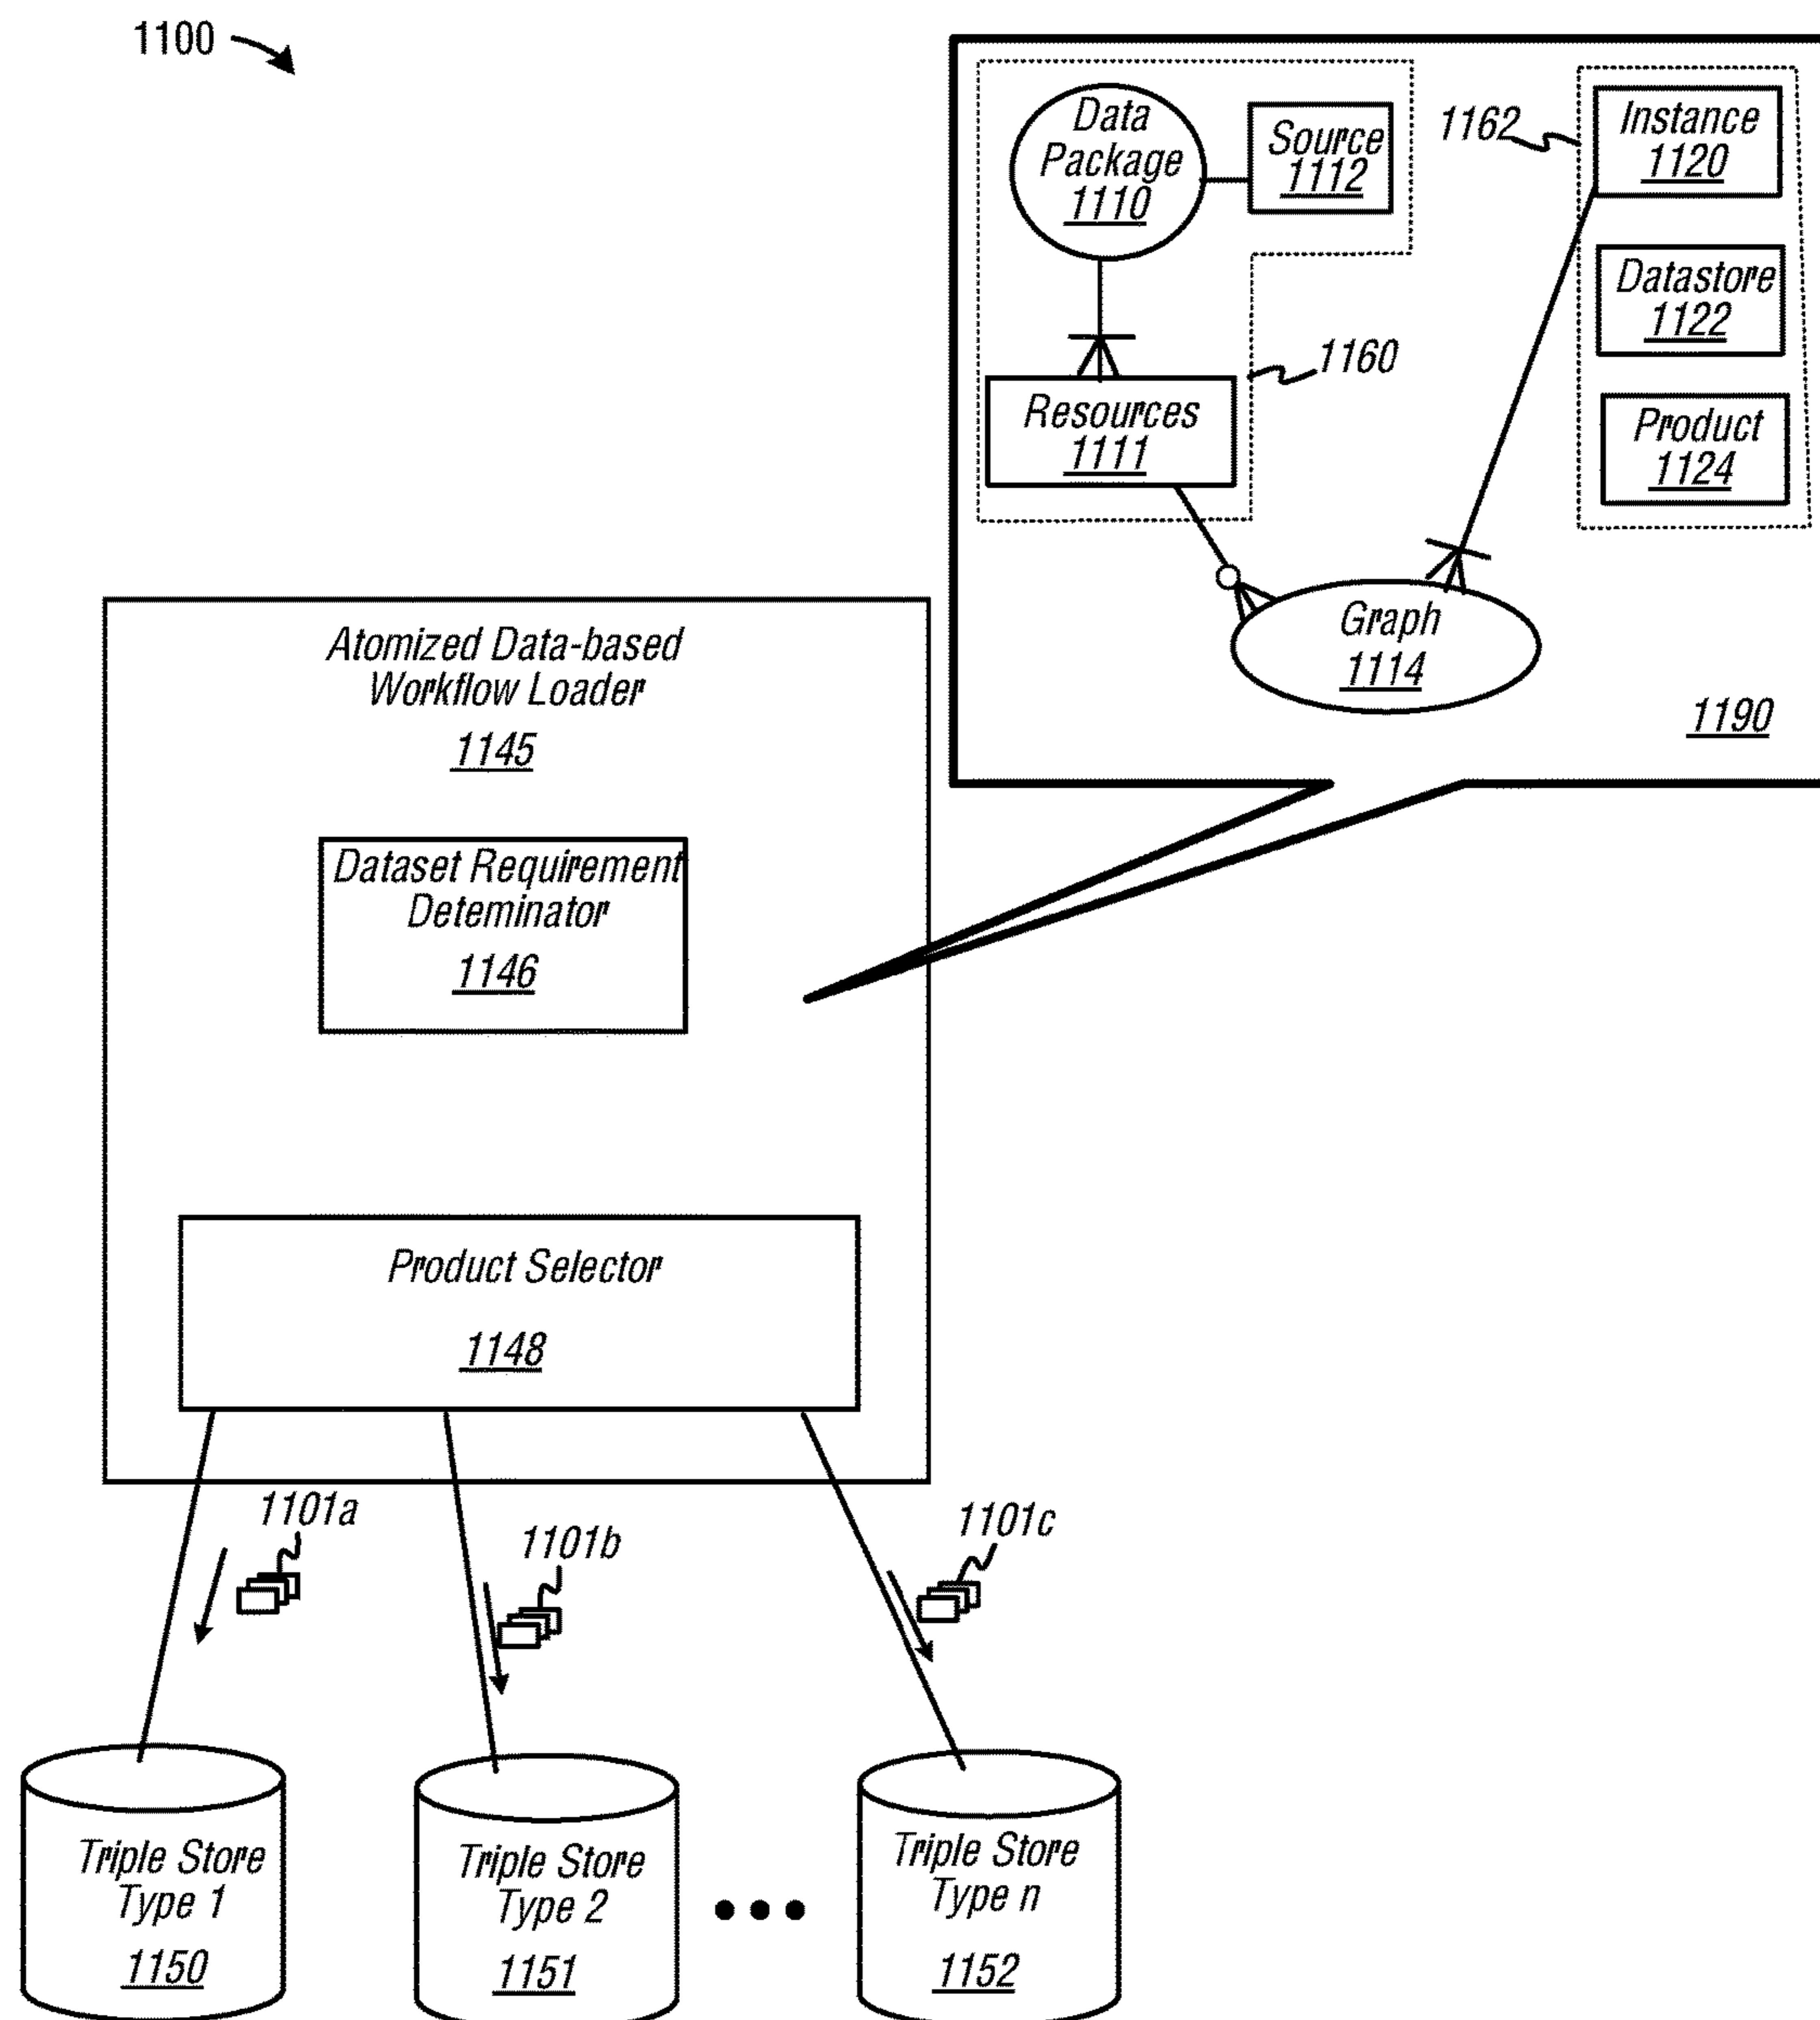 1100
Data
Package
1110
Source
1112
1162
Instance
1120
Datastore
1122
1160
Resources
1111
Product
1124
Graph
1114
1190
Atomized Data-based
Workflow Loader
1145
Dataset Requirement
Deteminator
1146
Product Selector
1148
1101a
1101b
1101c
Triple Store
Type 1
1150
Triple Store
Type 2
1151
Triple Store
Type n
1152